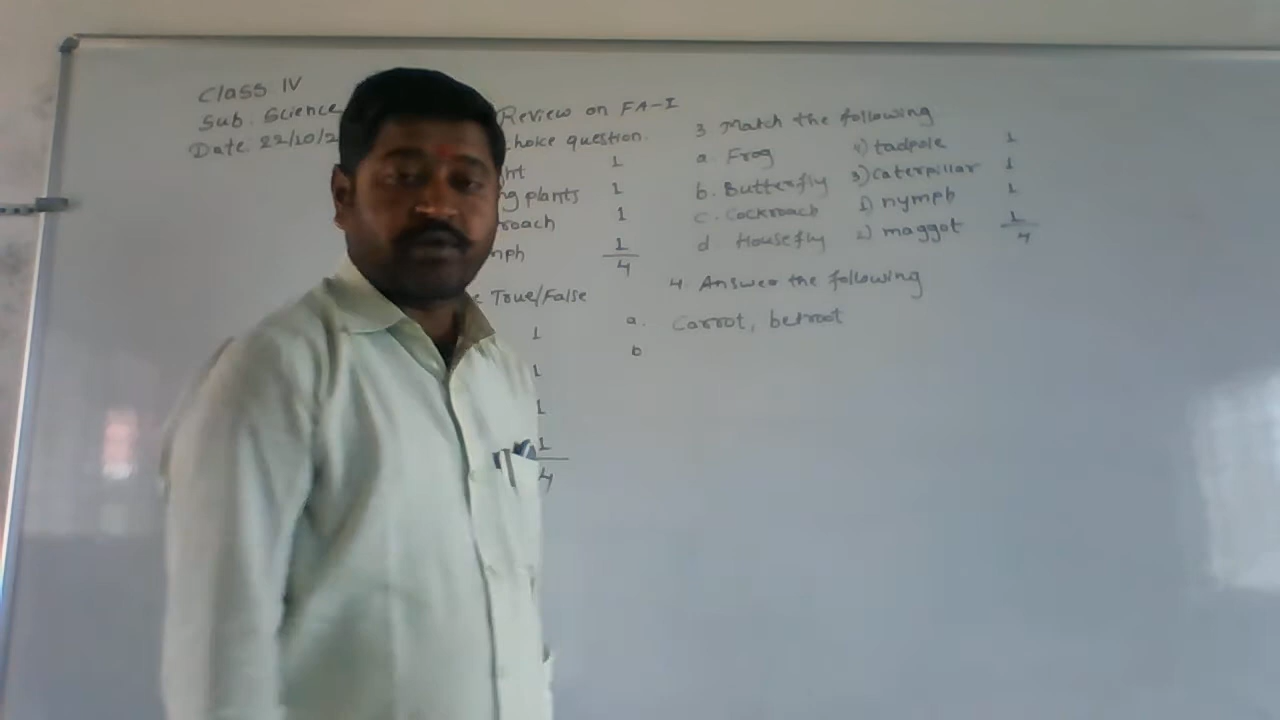 Class IV
Sub: Science
Date 22/10/2
Review on FA-I
hoice question.
ht 1
g plants 1
roach 1
mph 1
4
True/False
1
1
1
1
4
3 Match the following
a. Frog 4) tadpole 1
b. Butterfly 3) caterpillar 1
c. Cockroach 1) nymph 1
d Housefly 2) maggot 1
4
4. Answer the following
a. Carrot, betroot
b